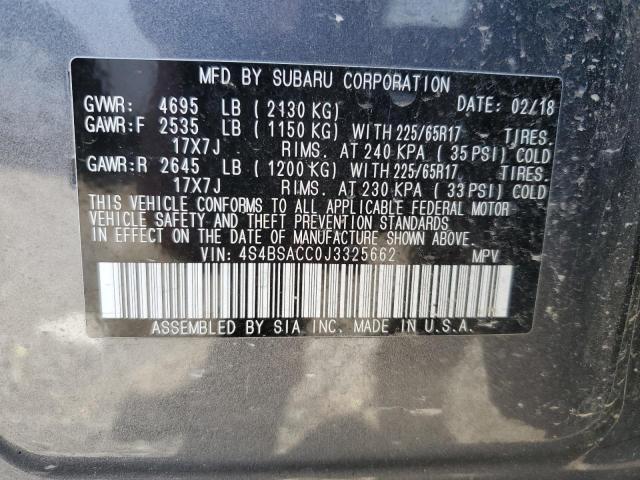 MFD BY SUBARU CORPORATION
GVWR: 4695 LB ( 2130 KG) DATE: 02/18
GAWR:F 2535 LB ( 1150 KG) WITH 225/65R17 TIRES.
17X7J RIMS. AT 240 KPA ( 35 PSI) COLD
GAWR:R 2645 LB ( 1200 KG) WITH 225/65R17 TIRES.
17X7J RIMS. AT 230 KPA ( 33 PSI) COLD
THIS VEHICLE CONFORMS TO ALL APPLICABLE FEDERAL MOTOR
VEHICLE SAFETY AND THEFT PREVENTION STANDARDS
IN EFFECT ON THE DATE OF MANUFACTURE SHOWN ABOVE.
VIN: 4S4BSACC0J3325662 MPV
ASSEMBLED BY SIA INC. MADE IN U.S.A.